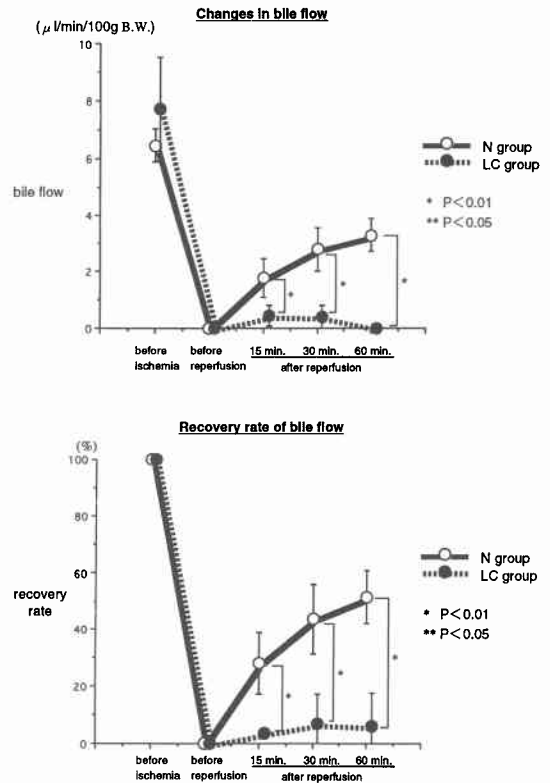 Changes in bile flow
(μ l/min/100g B.W.)
10
8
6
4
2
0
bile flow
N group
LC group
* P<0.01
** P<0.05
*
*
*
before ischemia
before reperfusion
15 min.
30 min.
60 min.
after reperfusion
Recovery rate of bile flow
(%)
100
80
60
40
20
0
recovery
rate
N group
LC group
* P<0.01
** P<0.05
*
*
*
before ischemia
before reperfusion
15 min.
30 min.
60 min.
after reperfusion